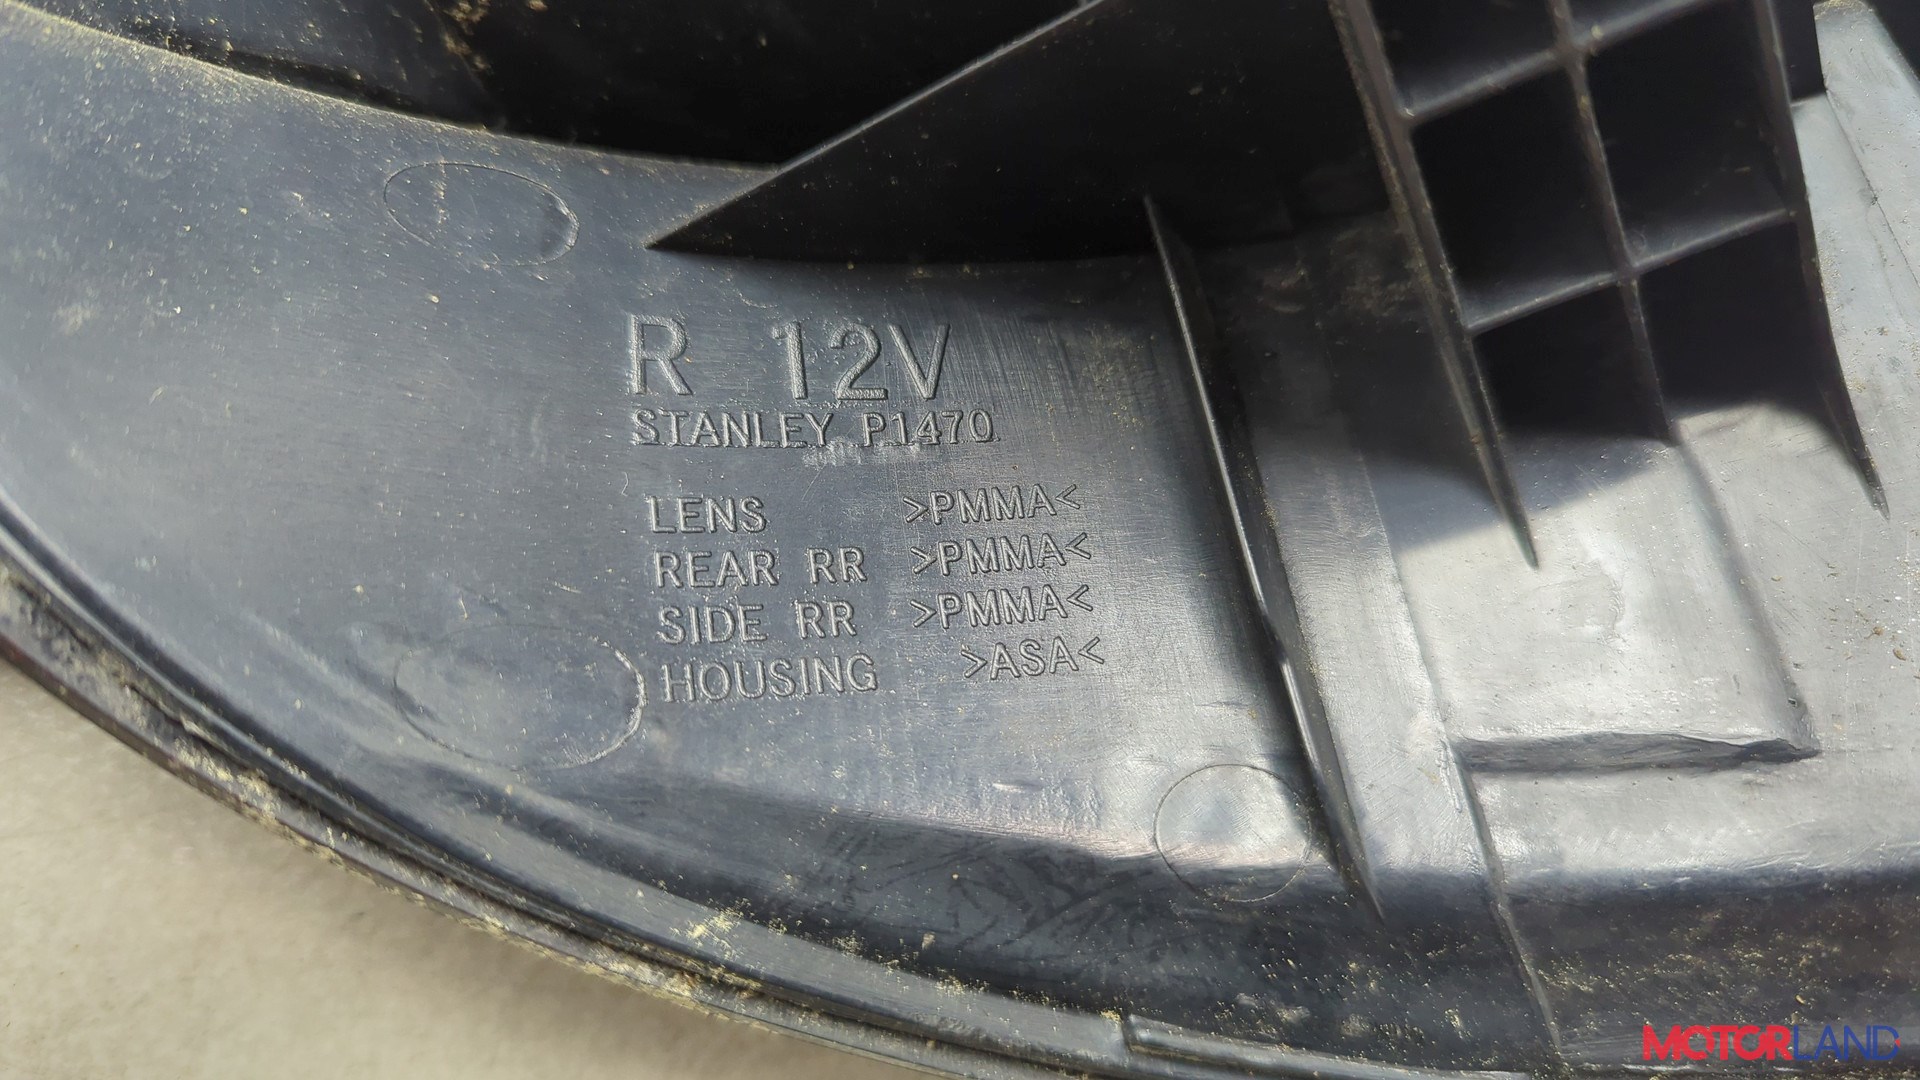 R 12V
STANLEY P1470
LENS >PMMA<
REAR RR >PMMA<
SIDE RR >PMMA<
HOUSING >ASA<
MOTORLAND